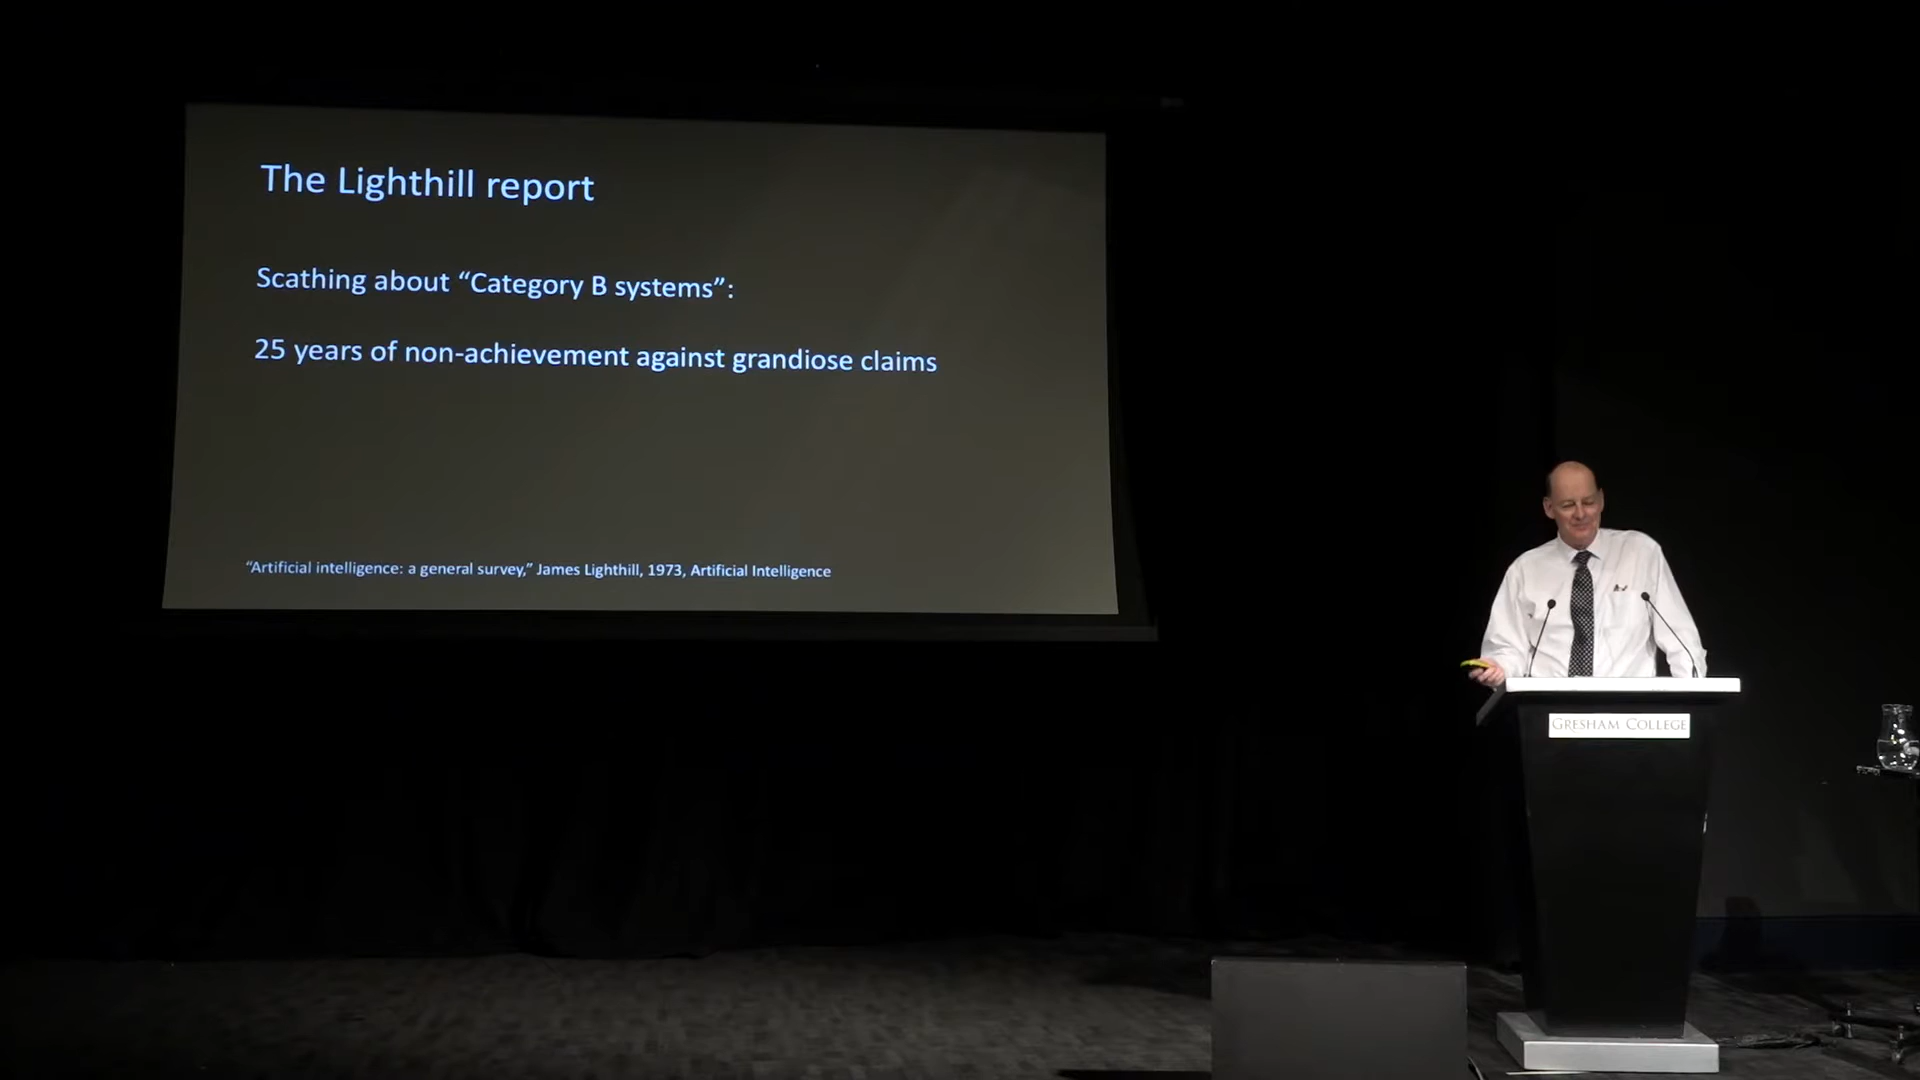 The Lighthill report
Scathing about “Category B systems”:
25 years of non-achievement against grandiose claims
“Artificial intelligence: a general survey,” James Lighthill, 1973, Artificial Intelligence
GRESHAM COLLEGE